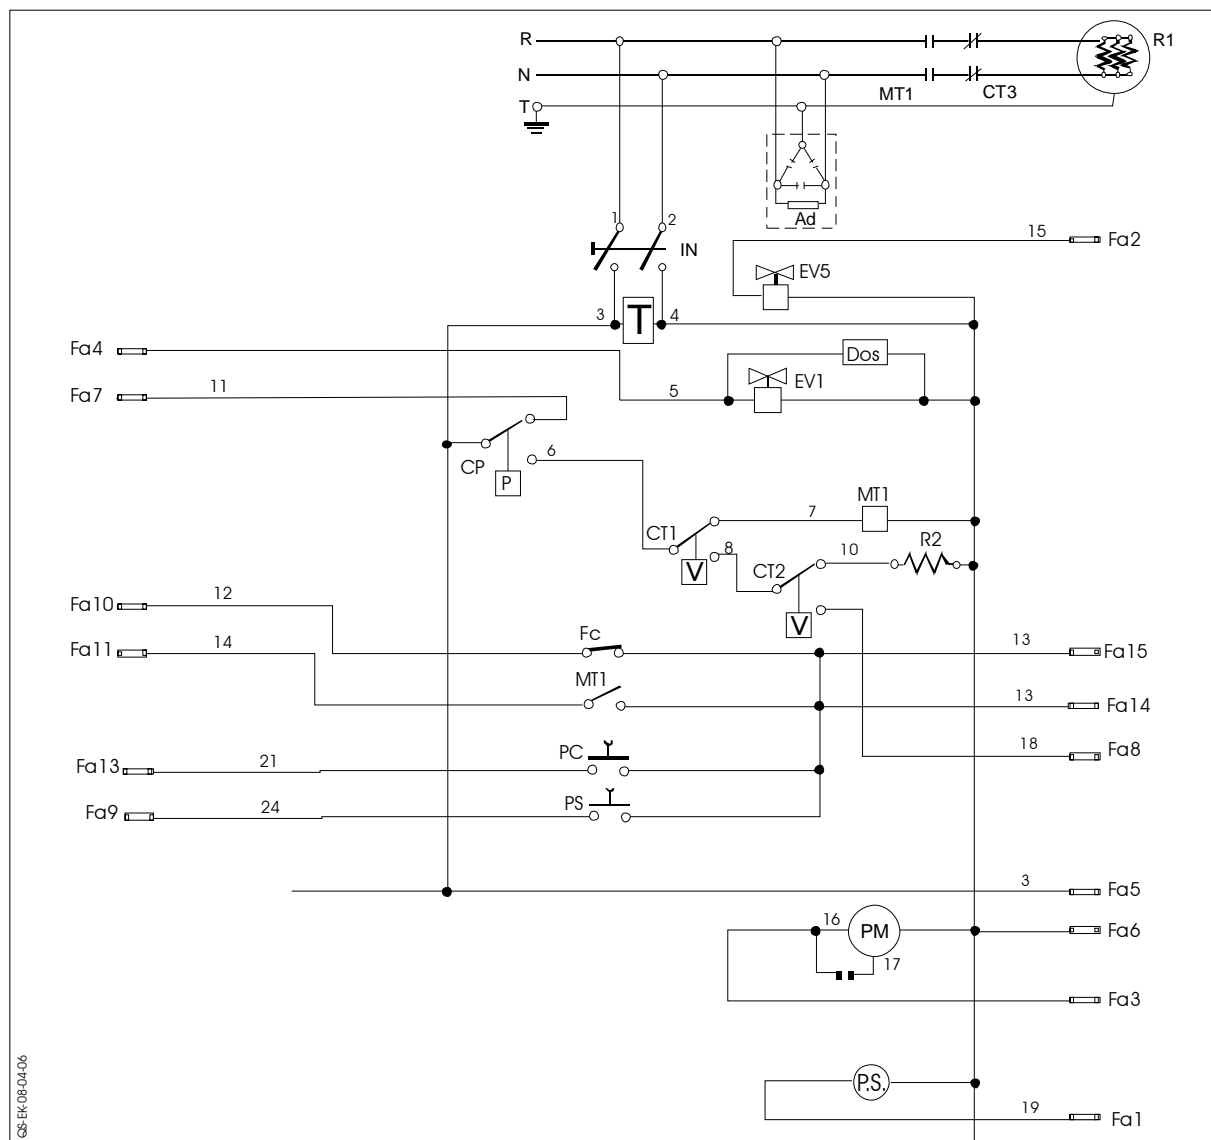 R
R1
N
MT1
CT3
T
Ad
1
2
IN
15
Fa2
EV5
3
T
4
Fa4
Dos
EV1
5
Fa7
11
CP
6
P
MT1
7
CT1
V
8
CT2
10
R2
V
Fa10
12
Fc
13
Fa15
Fa11
14
MT1
13
Fa14
18
Fa8
Fa13
21
PC
Fa9
24
PS
3
Fa5
16
PM
17
Fa6
Fa3
P.S.
19
Fa1
QS-EK-08-04-06